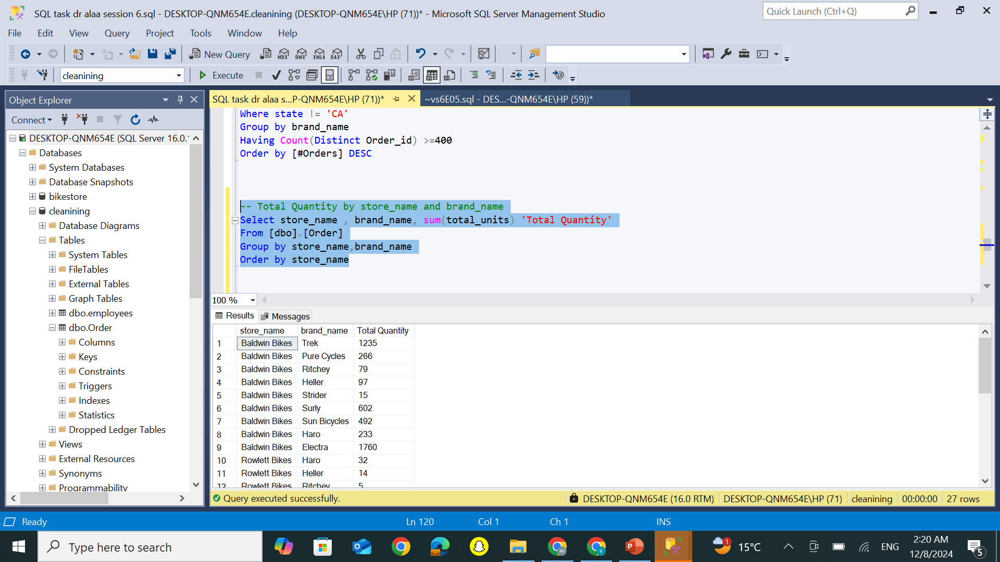 SQL task dr alaa session 6.sql - DESKTOP-QNM654E.cleanining (DESKTOP-QNM654E\HP (71))* - Microsoft SQL Server Management Studio
Quick Launch (Ctrl+Q)
File Edit View Query Project Tools Window Help
New Query MDX DMX XMLA DAX
cleanining Execute
Object Explorer
Connect
DESKTOP-QNM654E (SQL Server 16.0.
Databases
System Databases
Database Snapshots
bikestore
cleanining
Database Diagrams
Tables
System Tables
FileTables
External Tables
Graph Tables
dbo.employees
dbo.Order
Columns
Keys
Constraints
Triggers
Indexes
Statistics
Dropped Ledger Tables
Views
External Resources
Synonyms
Programmability
SQL task dr alaa s...P-QNM654E\HP (71))*
~vs6E05.sql - DES...-QNM654E\HP (59))*
Where state != 'CA'
Group by brand_name
Having Count(Distinct Order_id) >=400
Order by [#Orders] DESC
-- Total Quantity by store_name and brand_name
Select store_name , brand_name, sum(total_units) 'Total Quantity'
From [dbo].[Order]
Group by store_name,brand_name
Order by store_name
100 %
Results Messages
store_name brand_name Total Quantity
1 Baldwin Bikes Trek 1235
2 Baldwin Bikes Pure Cycles 266
3 Baldwin Bikes Ritchey 79
4 Baldwin Bikes Heller 97
5 Baldwin Bikes Strider 15
6 Baldwin Bikes Surly 602
7 Baldwin Bikes Sun Bicycles 492
8 Baldwin Bikes Haro 233
9 Baldwin Bikes Electra 1760
10 Rowlett Bikes Haro 32
11 Rowlett Bikes Heller 14
12 Rowlett Bikes Ritchey 5
Query executed successfully. DESKTOP-QNM654E (16.0 RTM) DESKTOP-QNM654E\HP (71) cleanining 00:00:00 27 rows
Ready Ln 120 Col 1 Ch 1 INS
Type here to search
1 15°C ENG
2:20 AM
12/8/2024
5